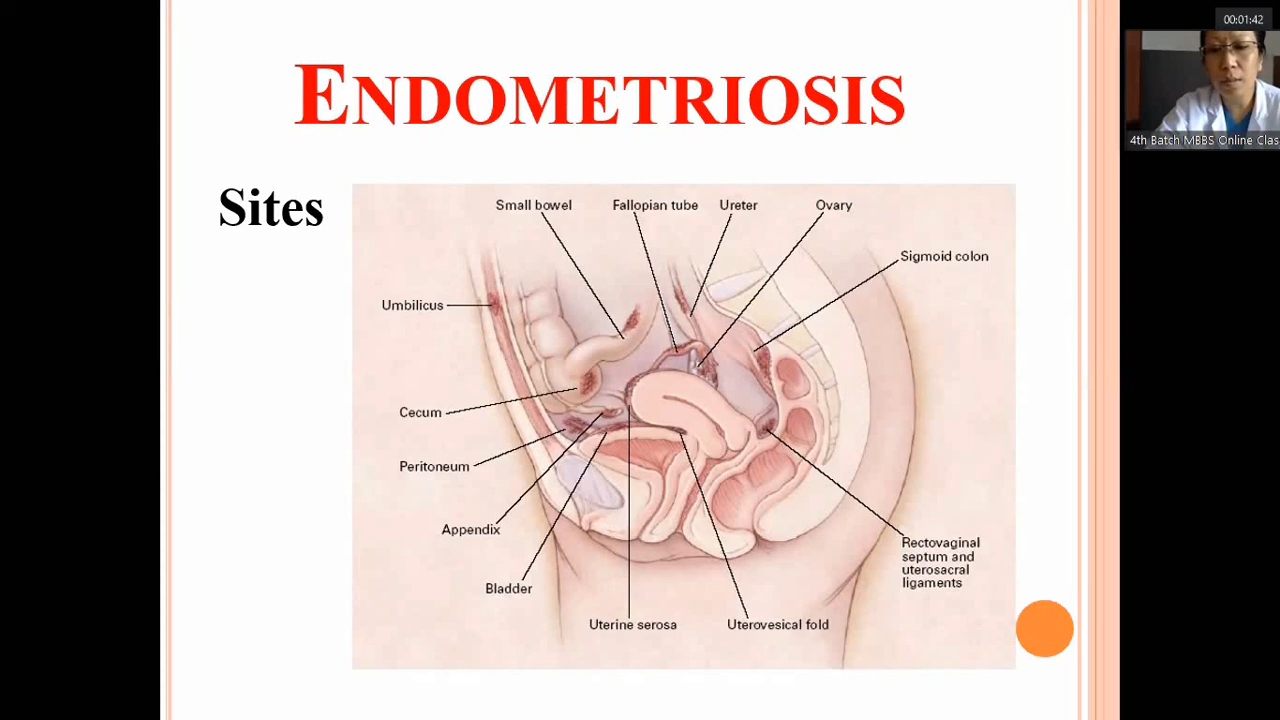 00:01:42
4th Batch MBBS Online Clas
ENDOMETRIOSIS
Sites
Small bowel
Fallopian tube
Ureter
Ovary
Sigmoid colon
Umbilicus
Cecum
Peritoneum
Appendix
Bladder
Uterine serosa
Uterovesical fold
Rectovaginal
septum and
uterosacral
ligaments